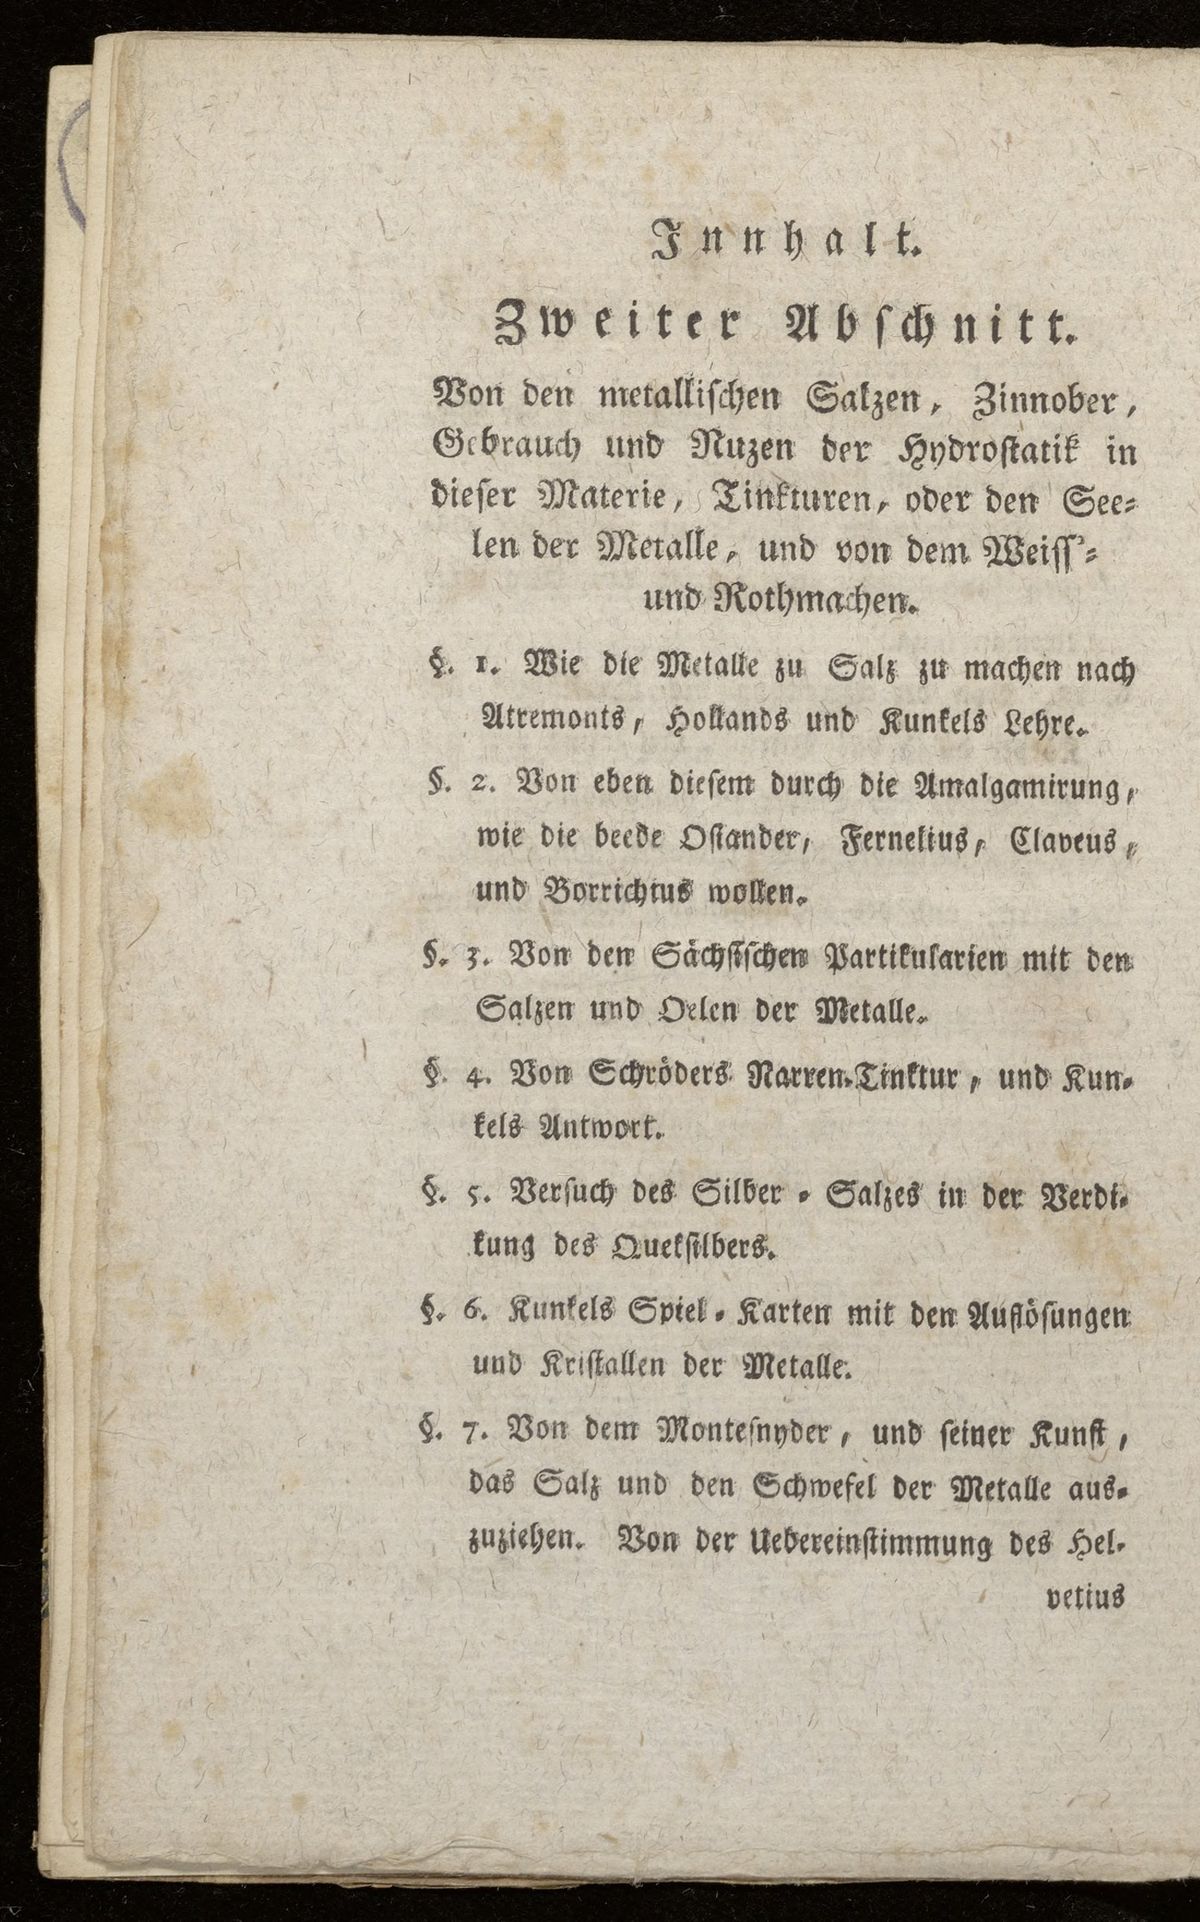 Innhalt.
Zweiter Abschnitt.
Von den metallischen Salzen, Zinnober,
Gebrauch und Nuzen der Hydrostatik in
dieser Materie, Tinkturen, oder den See-
len der Metalle, und von dem Weiss'-
und Rothmachen.
§. 1. Wie die Metalle zu Salz zu machen nach
Atremonts, Hollands und Kunkels Lehre.
§. 2. Von eben diesem durch die Amalgamirung,
wie die beede Osiander, Fernelius, Claveus,
und Borrichius wollen.
§. 3. Von den Sächsischen Partikularien mit den
Salzen und Oelen der Metalle.
§. 4. Von Schröders Narren-Tinktur, und Kun-
kels Antwort.
§. 5. Versuch des Silber-Salzes in der Verdi-
kung des Queksilbers.
§. 6. Kunkels Spiel-Karten mit den Auflösungen
und Kristallen der Metalle.
§. 7. Von dem Montesnyder, und seiner Kunst,
das Salz und den Schwefel der Metalle aus-
zuziehen. Von der Uebereinstimmung des Hel-
vetius